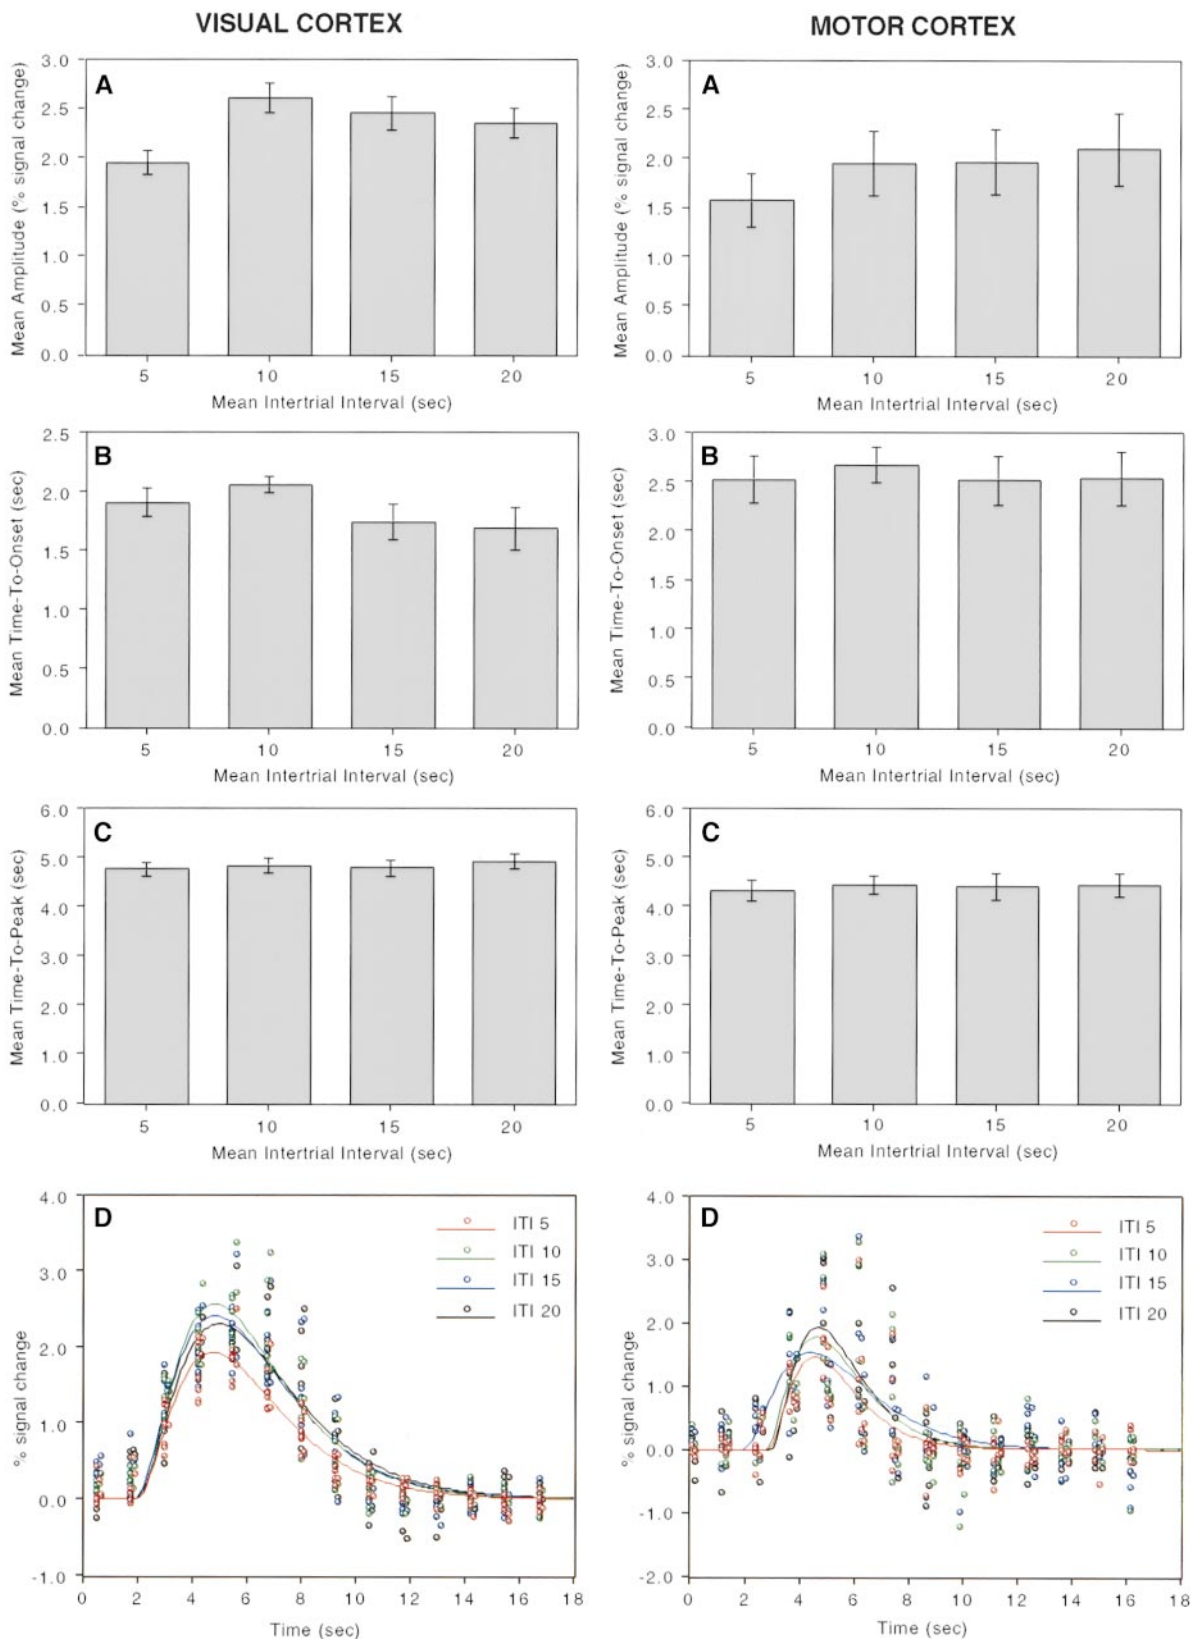 VISUAL CORTEX
A
Mean Amplitude (% signal change)
3.0
2.5
2.0
1.5
1.0
0.5
0.0
5 10 15 20
Mean Intertrial Interval (sec)
B
Mean Time-To-Onset (sec)
2.5
2.0
1.5
1.0
0.5
0.0
5 10 15 20
Mean Intertrial Interval (sec)
C
Mean Time-To-Peak (sec)
6.0
5.0
4.0
3.0
2.0
1.0
0.0
5 10 15 20
Mean Intertrial Interval (sec)
D
% signal change
4.0
3.0
2.0
1.0
0.0
-1.0
ITI 5
ITI 10
ITI 15
ITI 20
0 2 4 6 8 10 12 14 16 18
Time (sec)
MOTOR CORTEX
A
Mean Amplitude (% signal change)
3.0
2.5
2.0
1.5
1.0
0.5
0.0
5 10 15 20
Mean Intertrial Interval (sec)
B
Mean Time-To-Onset (sec)
3.0
2.5
2.0
1.5
1.0
0.5
0.0
5 10 15 20
Mean Intertrial Interval (sec)
C
Mean Time-To-Peak (sec)
6.0
5.0
4.0
3.0
2.0
1.0
0.0
5 10 15 20
Mean Intertrial Interval (sec)
D
% signal change
4.0
3.0
2.0
1.0
0.0
-1.0
-2.0
ITI 5
ITI 10
ITI 15
ITI 20
0 2 4 6 8 10 12 14 16 18
Time (sec)